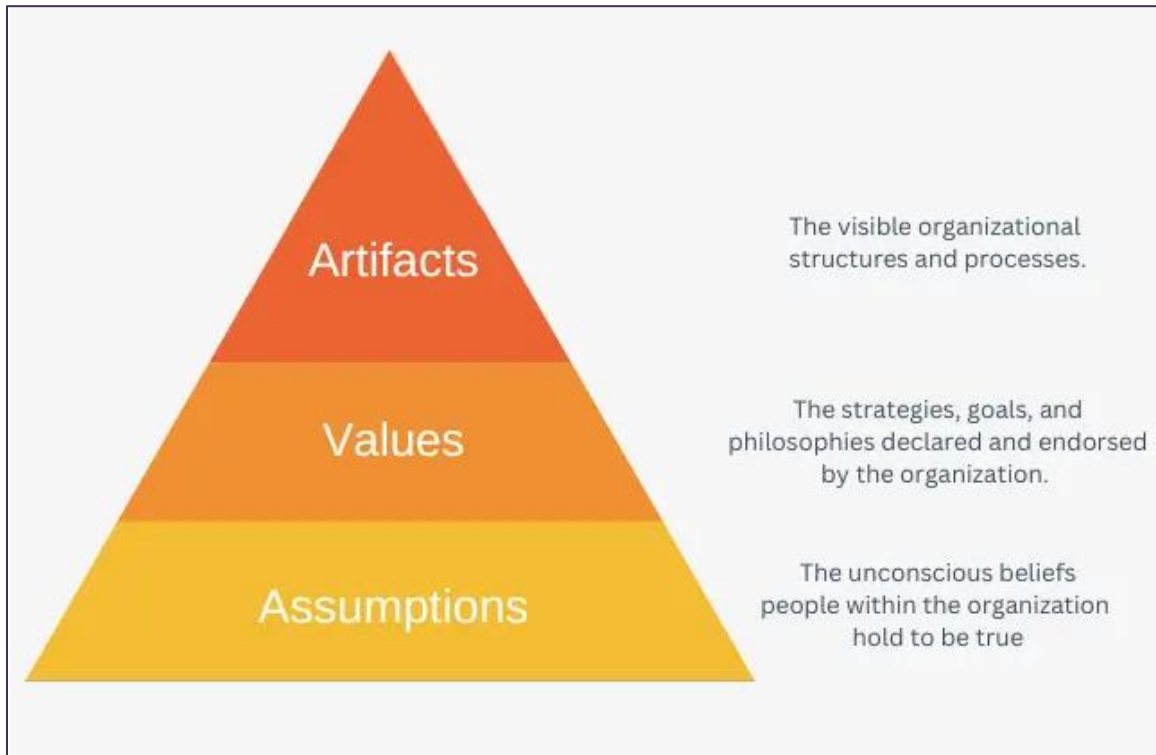 Artifacts
The visible organizational
structures and processes.
Values
The strategies, goals, and
philosophies declared and endorsed
by the organization.
Assumptions
The unconscious beliefs
people within the organization
hold to be true